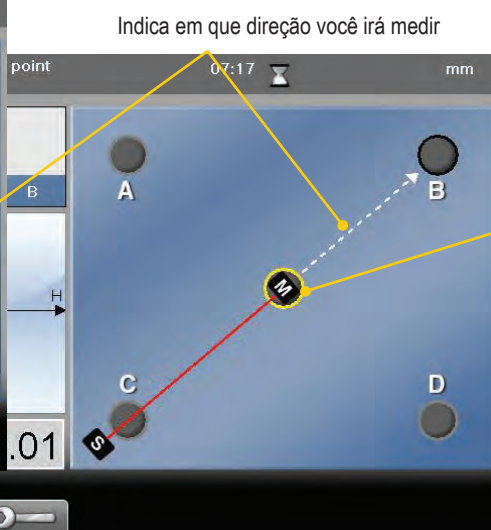 Indica em que direção você irá medir
point 07:17 mm
A B
B
M
H
C D
S
.01